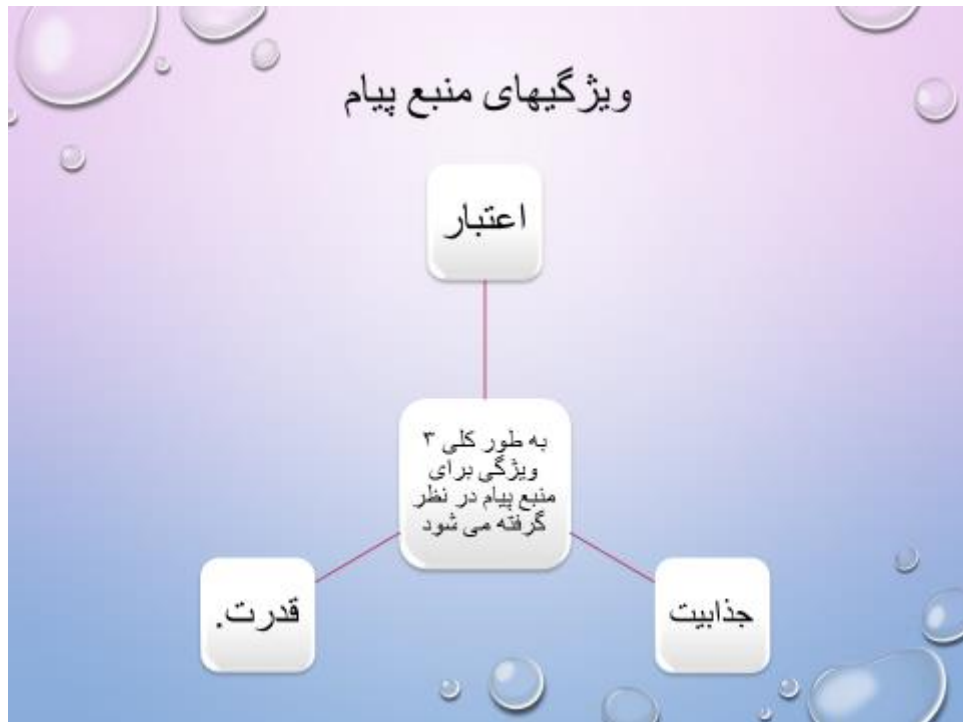 ویژگیهای منبع پیام
اعتبار
به طور کلی ۳
ویژگی برای
منبع پیام در نظر
گرفته می شود
جذابیت
قدرت.